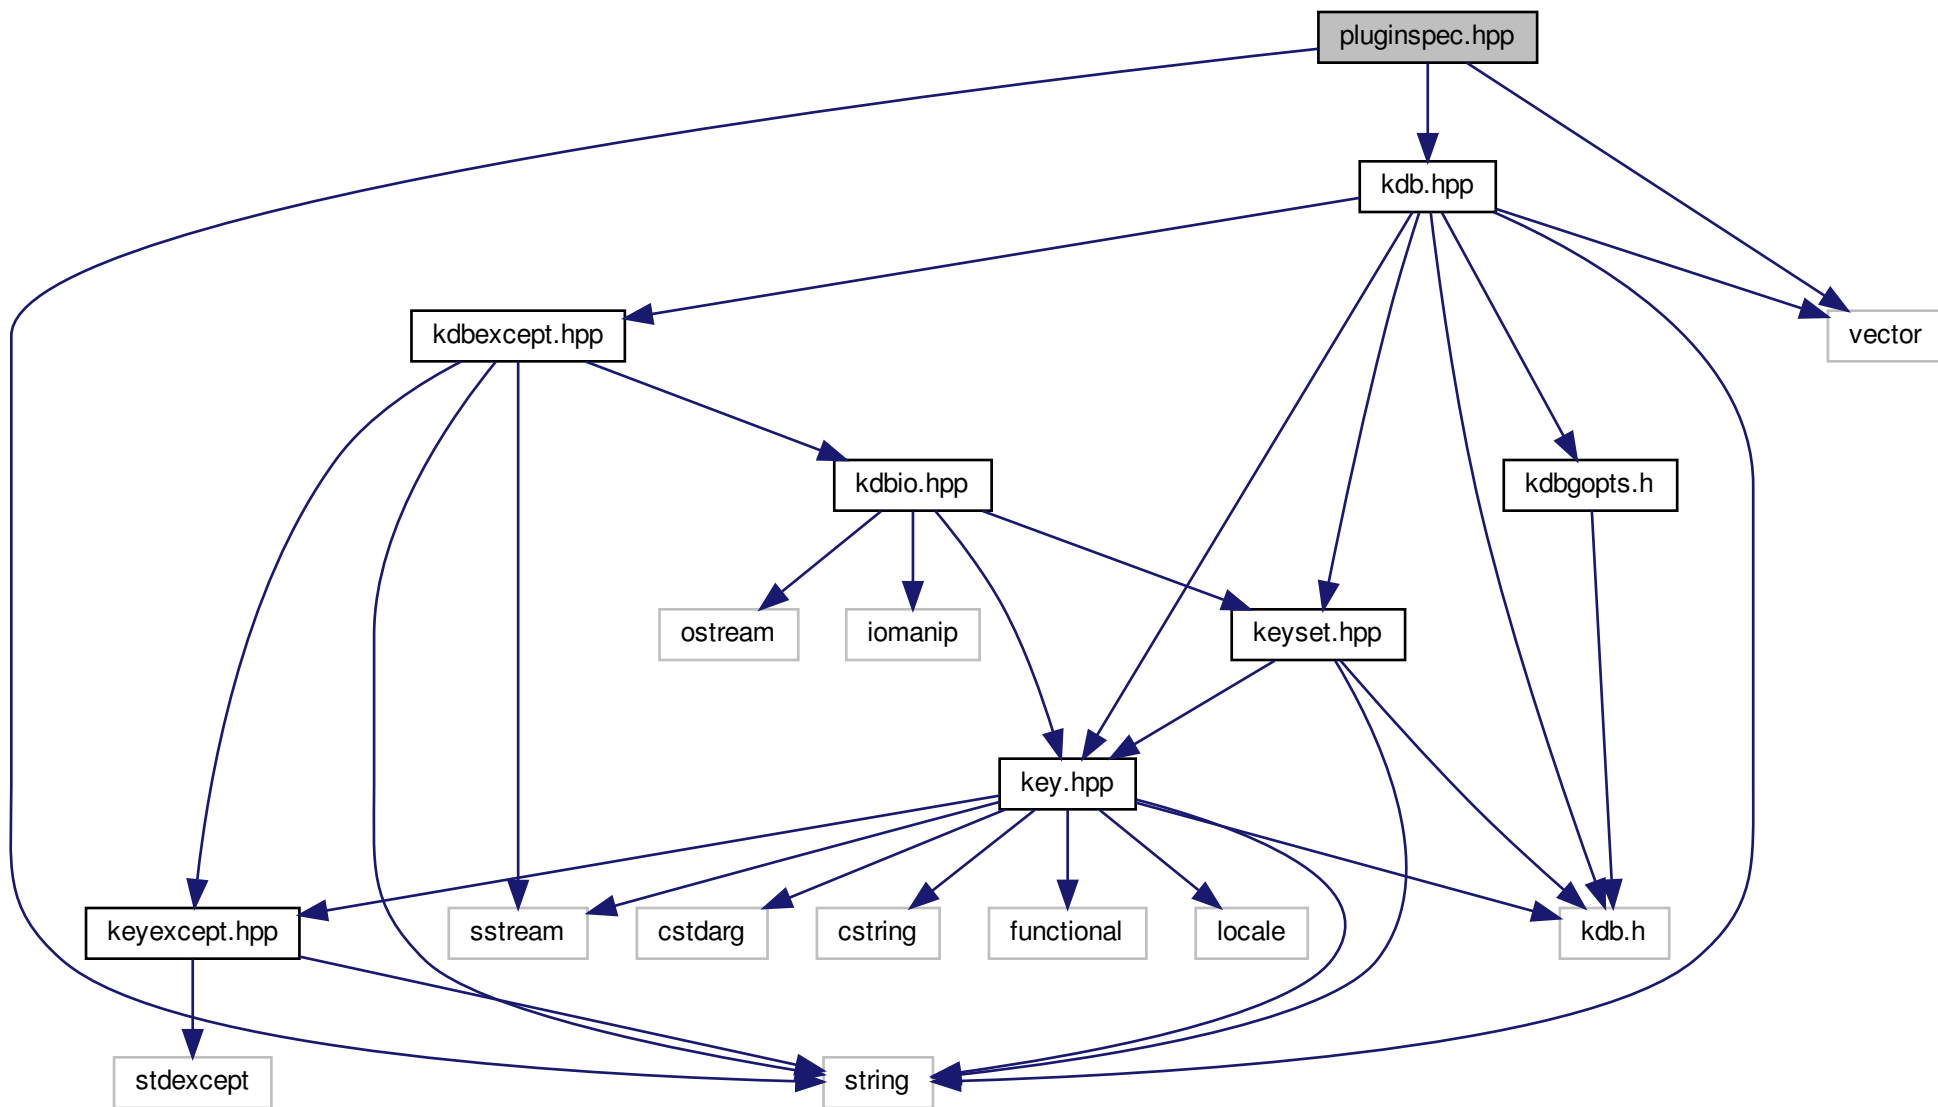 pluginspec.hpp
kdb.hpp
kdbexcept.hpp
vector
kdbio.hpp
kdbgopts.h
ostream
iomanip
keyset.hpp
key.hpp
keyexcept.hpp
sstream
cstdarg
cstring
functional
locale
kdb.h
stdexcept
string